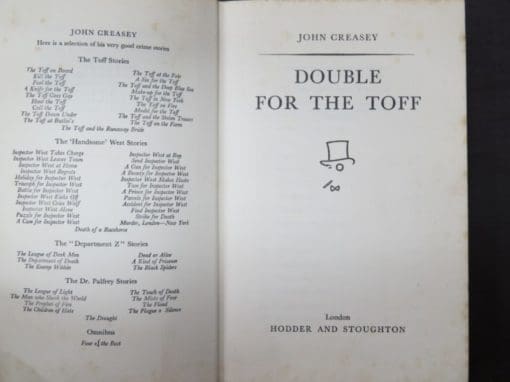 JOHN CREASEY
Here is a selection of his very good crime stories
The Toff Stories
The Toff on Board
Kill the Toff
Fool the Toff
A Knife for the Toff
The Toff Goes Gay
Hunt the Toff
Call the Toff
The Toff Down Under
The Toff at Butlin's
The Toff at the Fair
A Six for the Toff
The Toff and the Deep Blue Sea
Make-up for the Toff
The Toff in New York
The Toff on Fire
Model for the Toff
The Toff and the Stolen Tresses
The Toff on the Farm
The Toff and the Runaway Bride
The "Handsome" West Stories
Inspector West Takes Charge
Inspector West Leaves Town
Inspector West at Home
Inspector West Regrets
Holiday for Inspector West
Triumph for Inspector West
Battle for Inspector West
Inspector West Kicks Off
Inspector West Cries Wolf
Inspector West Alone
Puzzle for Inspector West
A Case for Inspector West
Inspector West at Bay
Send Inspector West
A Gun for Inspector West
A Beauty for Inspector West
Inspector West Makes Haste
Two for Inspector West
A Prince for Inspector West
Parcels for Inspector West
Accident for Inspector West
Find Inspector West
Strike for Death
Murder, London—New York
Death of a Racehorse
The "Department Z" Stories
The League of Dark Men
The Department of Death
The Enemy Within
Dead or Alive
A Kind of Prisoner
The Black Spiders
The Dr. Palfrey Stories
The League of Light
The Man who Shook the World
The Prophet of Fire
The Children of Hate
The Touch of Death
The Mists of Fear
The Flood
The Plague of Silence
The Drought
Omnibus
Four of the Best
JOHN CREASEY
DOUBLE
FOR THE TOFF
London
HODDER AND STOUGHTON